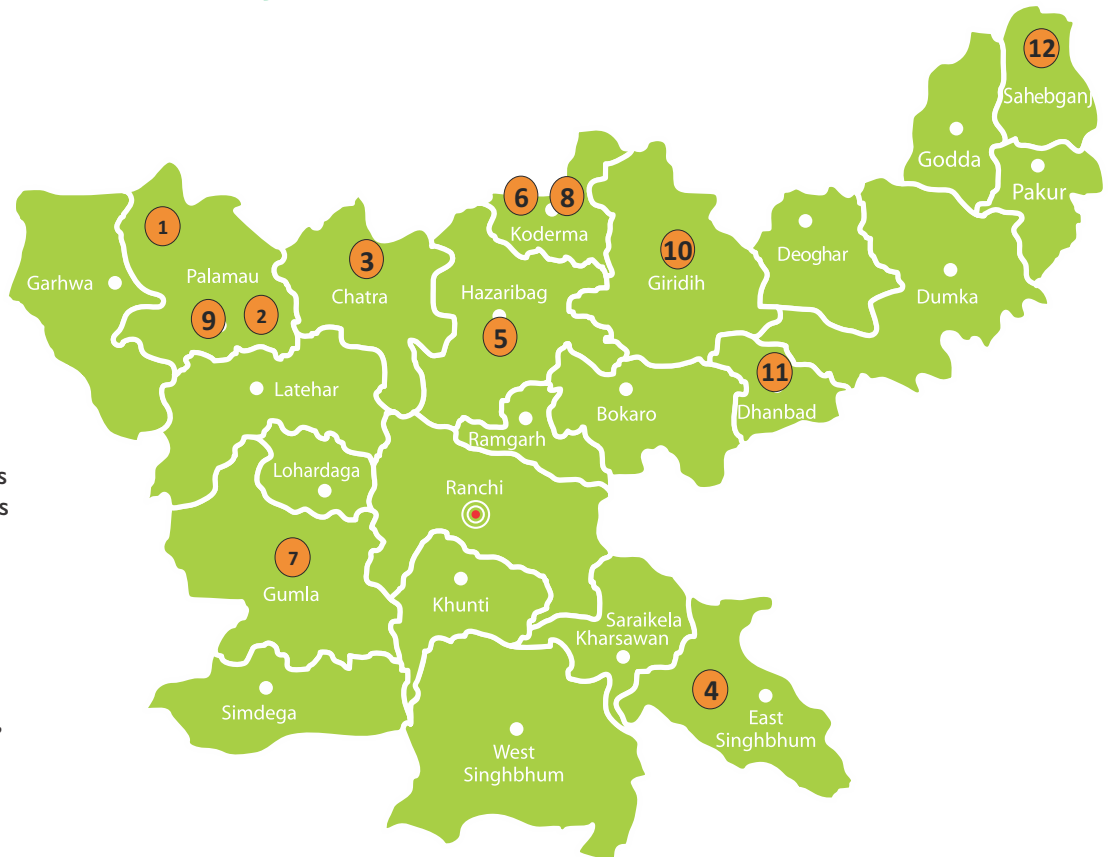 12
Sahebganj
Godda
Pakur
6
8
Koderma
1
Palamau
3
Chatra
10
Giridih
Deoghar
Garhwa
Hazaribag
Dumka
9
2
5
11
Dhanbad
Latehar
Bokaro
Ramgarh
Lohardaga
s
s
Ranchi
7
Gumla
Khunti
Saraikela
Kharsawan
4
Simdega
East
Singhbhum
West
Singhbhum